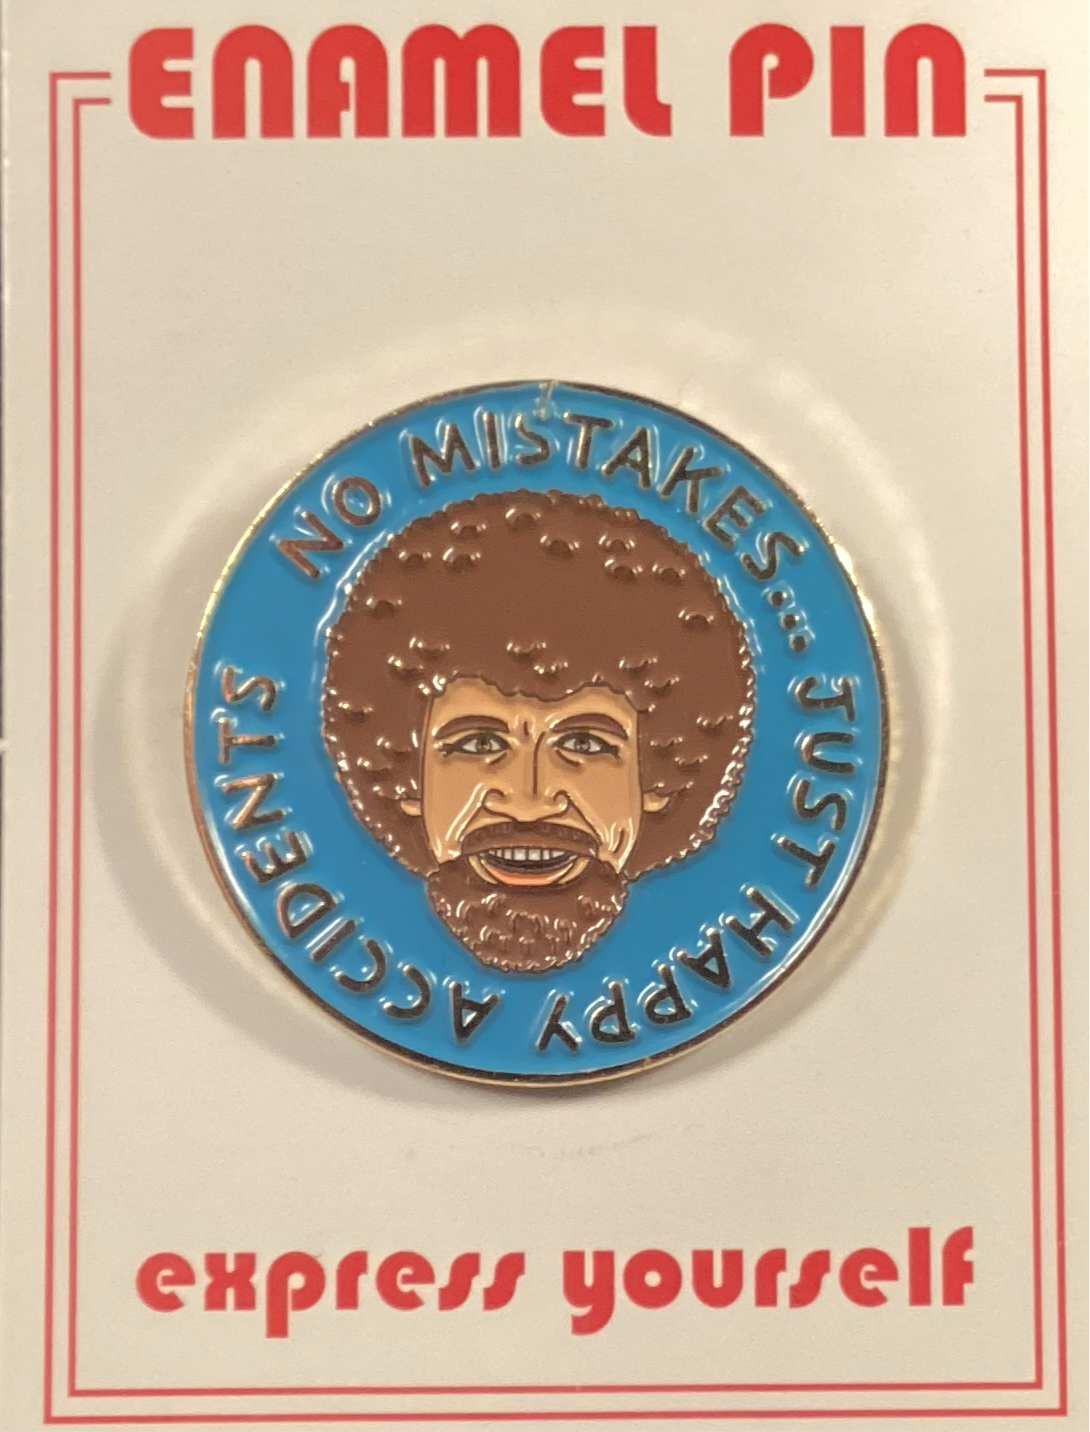 ENAMEL PIN
NO MISTAKES... JUST HAPPY ACCIDENTS
express yourself